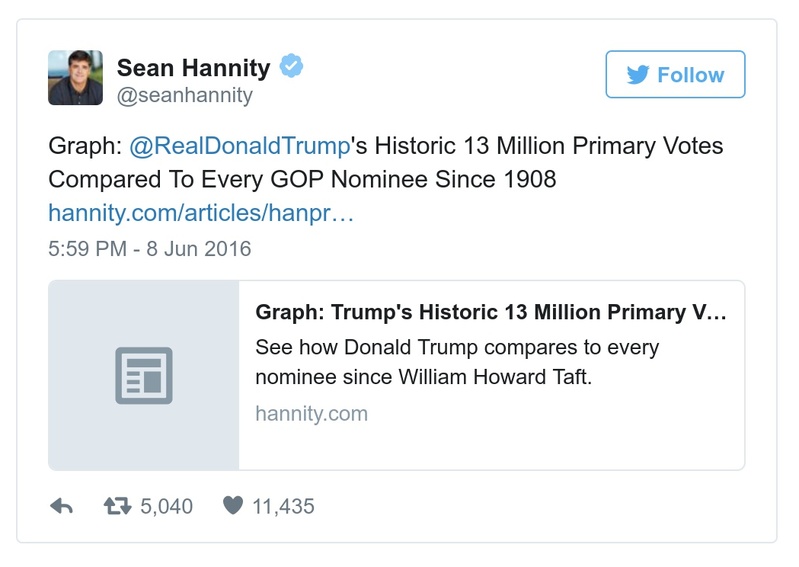 Sean Hannity
@seanhannity
Follow
Graph: @RealDonaldTrump's Historic 13 Million Primary Votes
Compared To Every GOP Nominee Since 1908
hannity.com/articles/hanpr…
5:59 PM - 8 Jun 2016
Graph: Trump's Historic 13 Million Primary V…
See how Donald Trump compares to every
nominee since William Howard Taft.
hannity.com
5,040 11,435